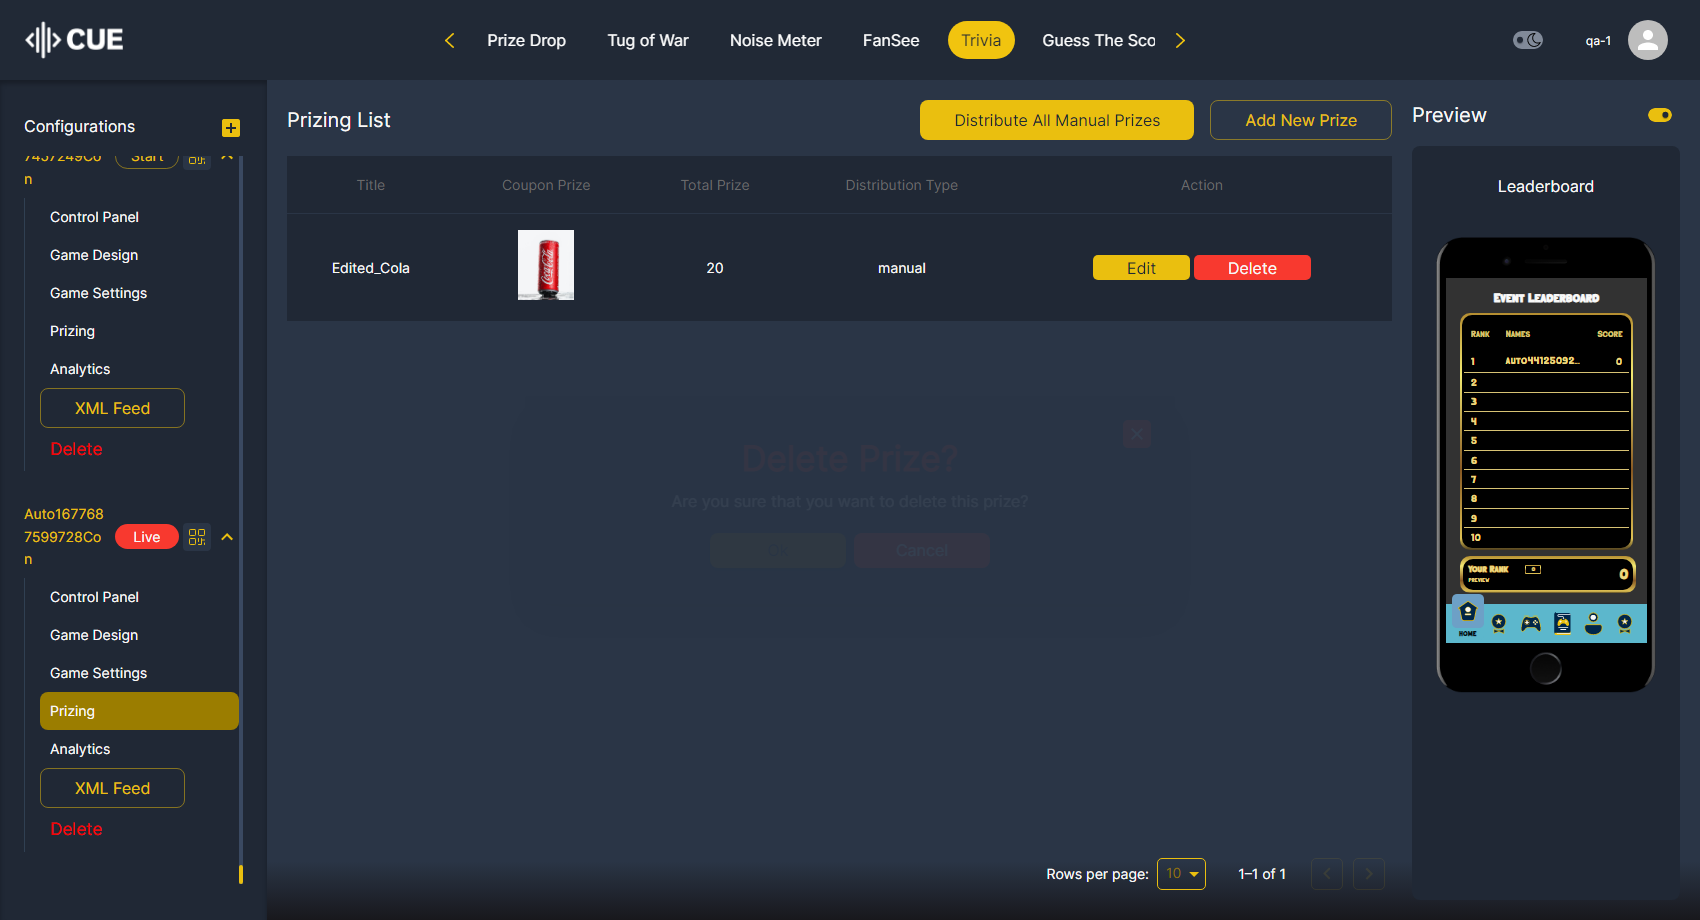 CUE
Prize Drop
Tug of War
Noise Meter
FanSee
Trivia
Guess The Sco
qa-1
Configurations
7457249Co
n
Start
Control Panel
Game Design
Game Settings
Prizing
Analytics
XML Feed
Delete
Auto167768
7599728Co
n
Live
Control Panel
Game Design
Game Settings
Prizing
Analytics
XML Feed
Delete
Prizing List
Distribute All Manual Prizes
Add New Prize
Title Coupon Prize Total Prize Distribution Type Action
Edited_Cola 20 manual Edit Delete
Coca-Cola
Delete Prize?
Are you sure that you want to delete this prize?
Cancel
Rows per page: 10 1–1 of 1
Preview
Leaderboard
Event Leaderboard
Rank Names Score
1 Auto44125092... 0
2
3
4
5
6
7
8
9
10
Your Rank 0
Preview
0
Home